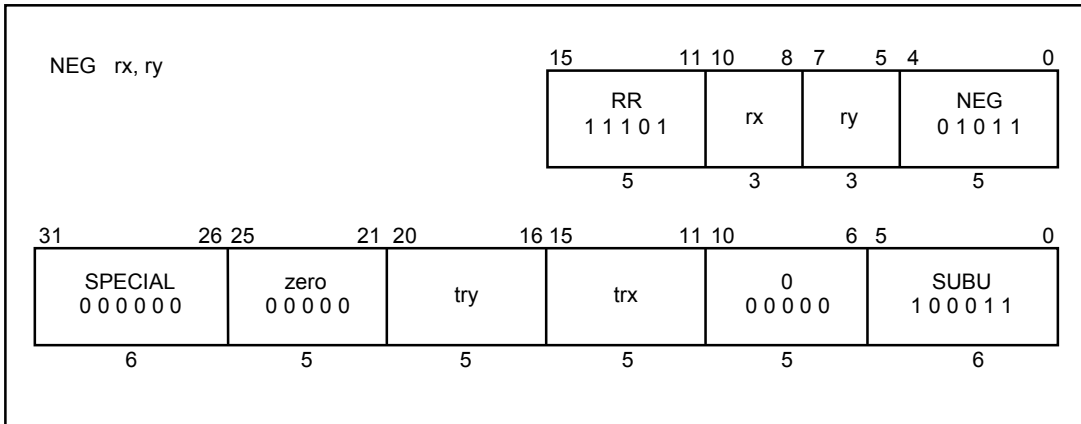 NEG rx, ry
15 11 10 8 7 5 4 0
RR rx ry NEG
1 1 1 0 1 0 1 0 1 1
5 3 3 5
31 26 25 21 20 16 15 11 10 6 5 0
SPECIAL zero try trx 0 SUBU
0 0 0 0 0 0 0 0 0 0 0 0 0 0 0 0 1 0 0 0 1 1
6 5 5 5 5 6